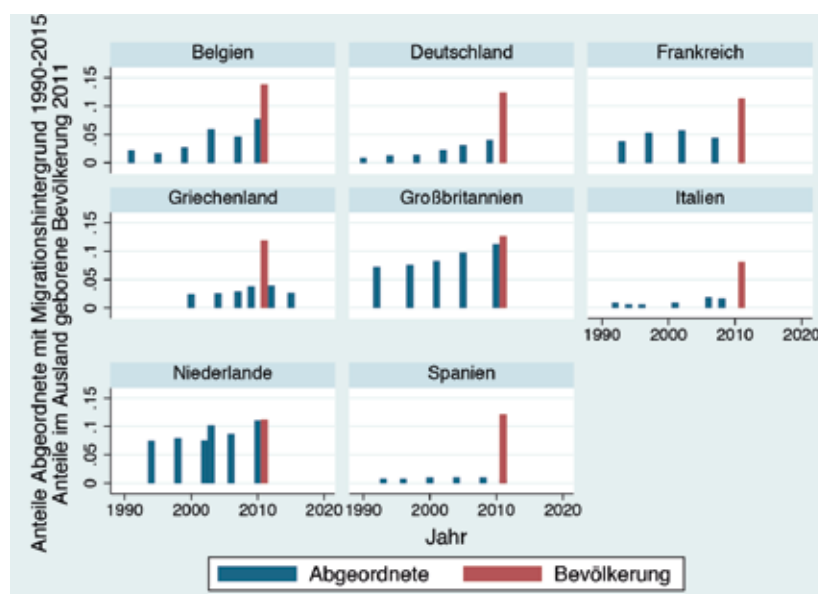 Anteile Abgeordnete mit Migrationshintergrund 1990-2015
Anteile im Ausland geborene Bevölkerung 2011
Belgien Deutschland Frankreich
.15
.1
.05
0
Griechenland Großbritannien Italien
.15
.1
.05
0
1990 2000 2010 2020
Niederlande Spanien
.15
.1
.05
0
1990 2000 2010 2020 1990 2000 2010 2020
Jahr
Abgeordnete Bevölkerung